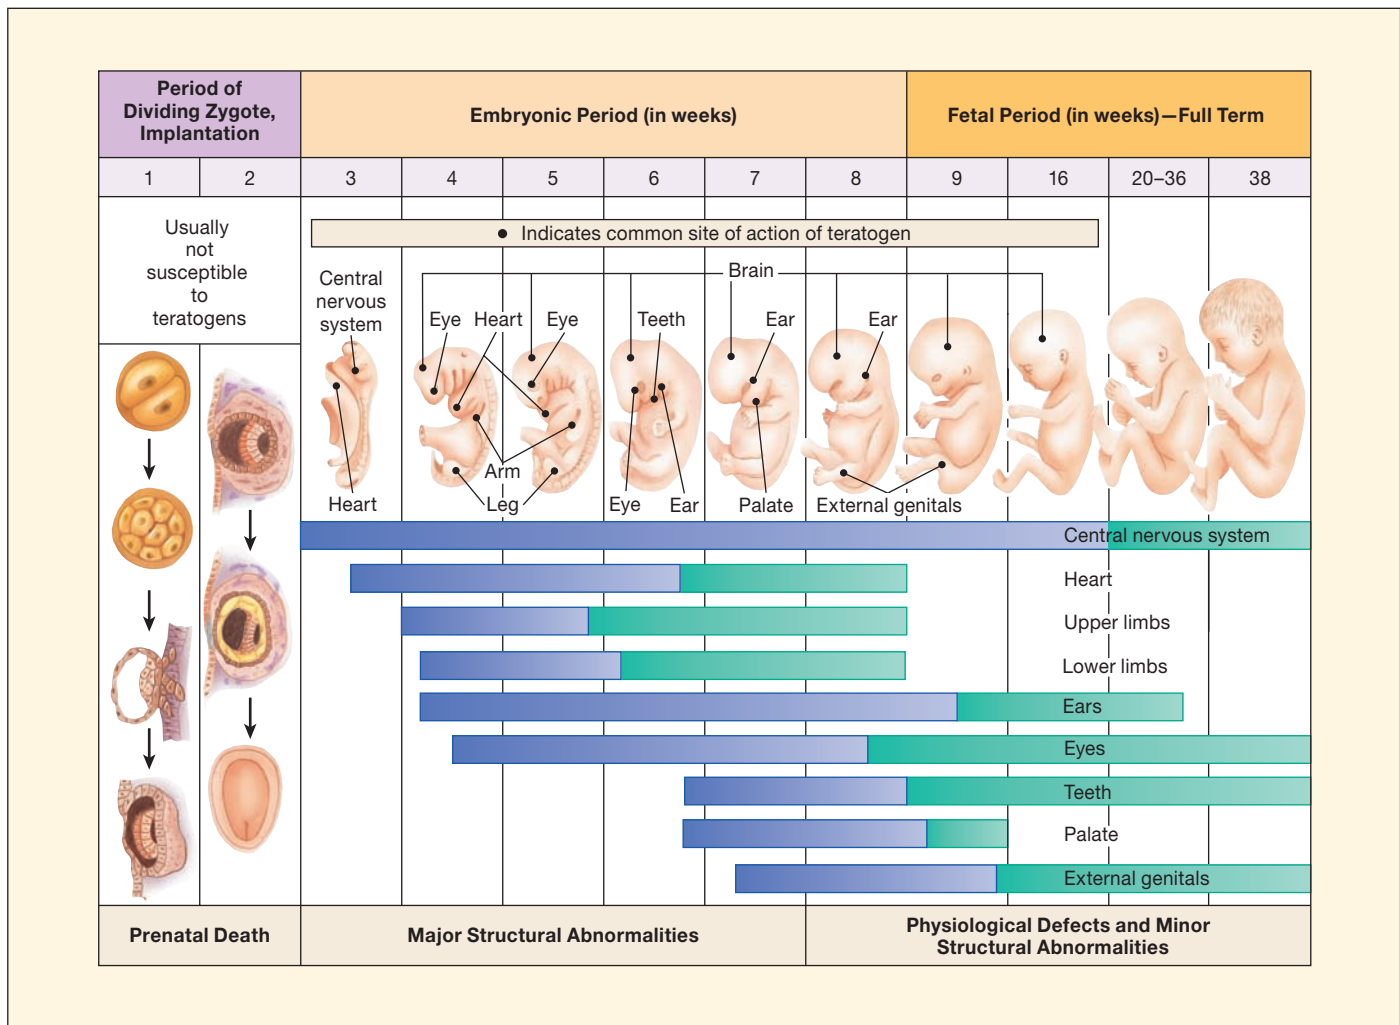 Period of
Dividing Zygote,
Implantation
Embryonic Period (in weeks)
Fetal Period (in weeks)—Full Term
1 2 3 4 5 6 7 8 9 16 20–36 38
Usually
not
susceptible
to
teratogens
● Indicates common site of action of teratogen
Brain
Central
nervous
system
Eye Heart Eye Teeth Ear Ear
Arm
Heart Leg Eye Ear Palate External genitals
Central nervous system
Heart
Upper limbs
Lower limbs
Ears
Eyes
Teeth
Palate
External genitals
Prenatal Death
Major Structural Abnormalities
Physiological Defects and Minor
Structural Abnormalities